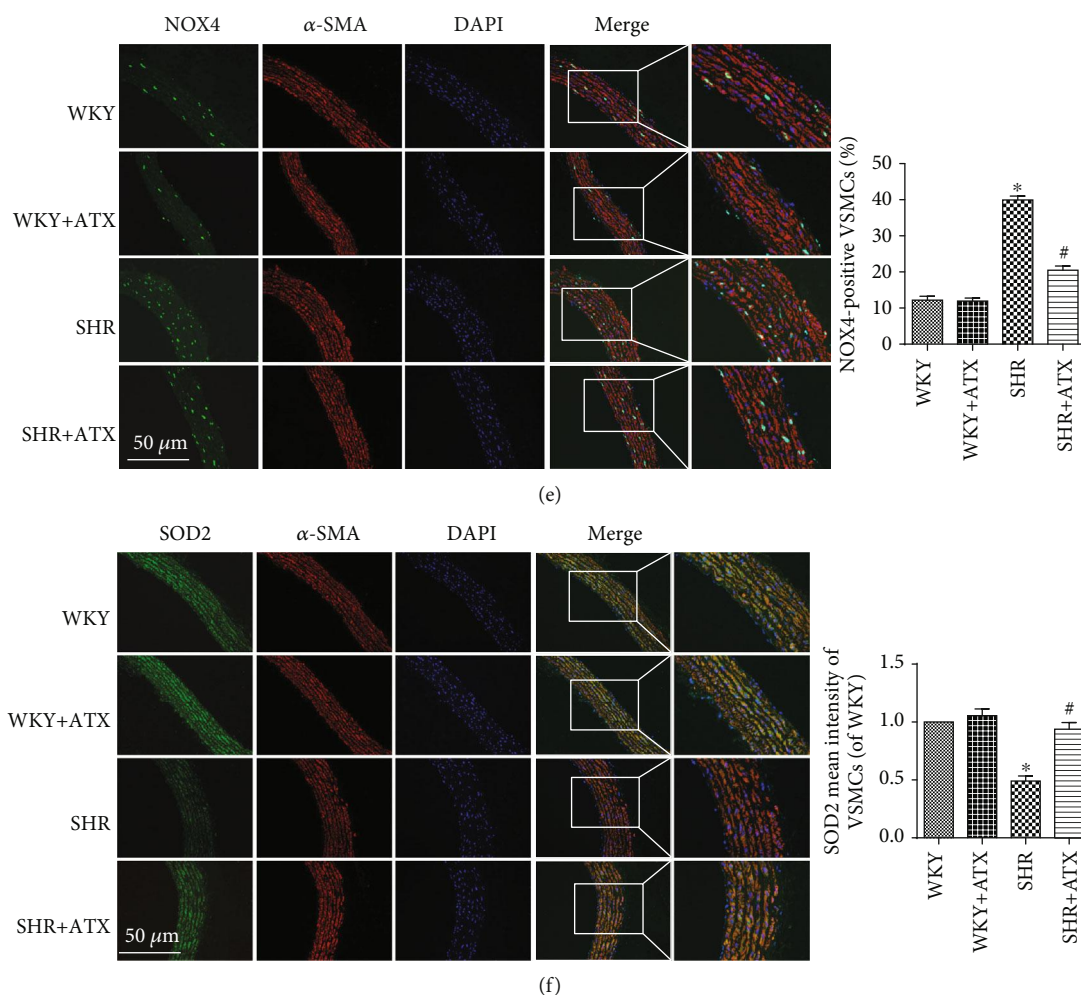 NOX4 α-SMA DAPI Merge
WKY
WKY+ATX
SHR
SHR+ATX
50 μm
NOX4-positive VSMCs (%)
50
40
30
20
10
0
*
#
WKY
WKY+ATX
SHR
SHR+ATX
(e)
SOD2 α-SMA DAPI Merge
WKY
WKY+ATX
SHR
SHR+ATX
50 μm
SOD2 mean intensity of
VSMCs (of WKY)
1.5
1.0
0.5
0.0
*
#
WKY
WKY+ATX
SHR
SHR+ATX
(f)